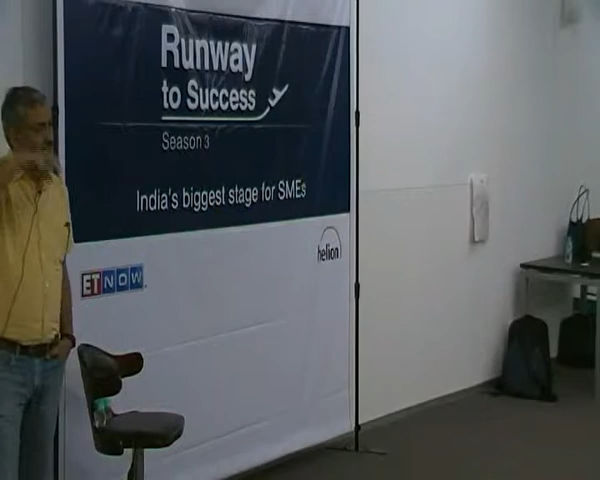 Runway
to Success
Season 3
India's biggest stage for SMEs
helion
ET NOW